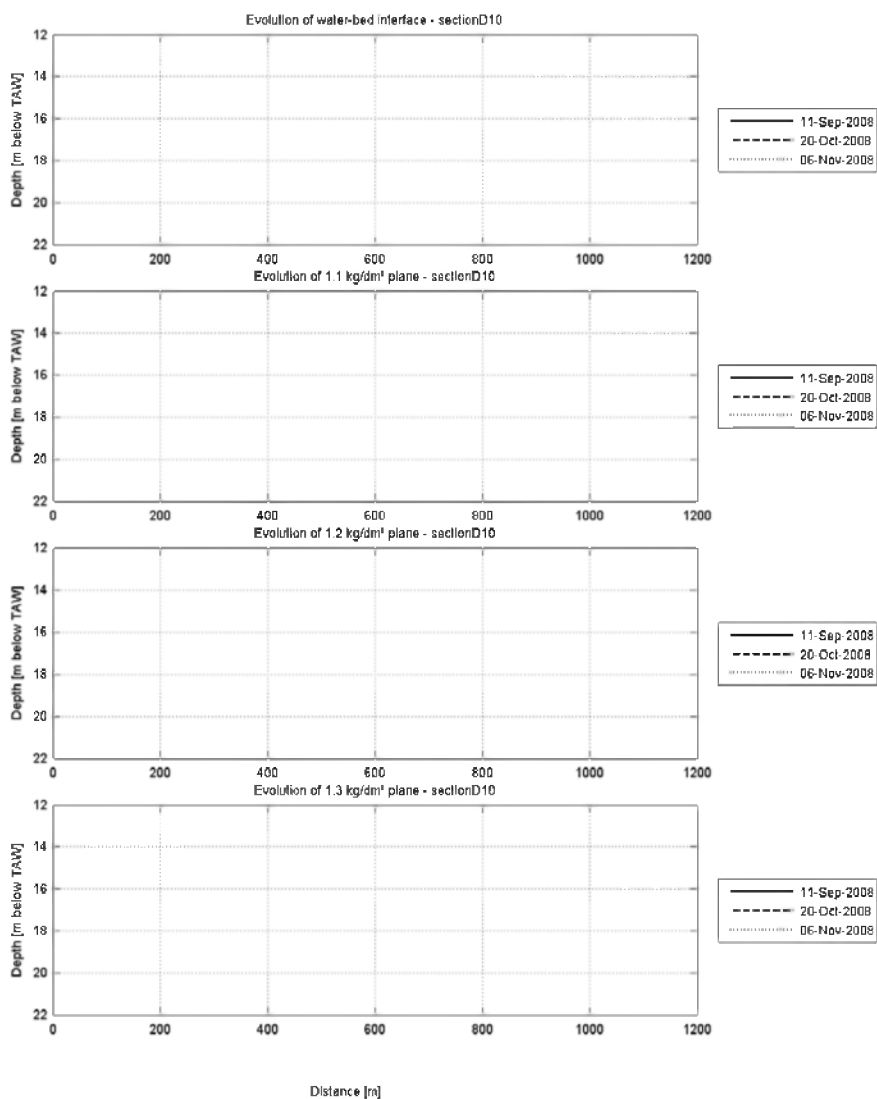 Evolution of water-bed interface - sectionD10
12
14
16
18
20
22
Depth [m below TAW]
0 200 400 600 800 1000 1200
11-Sep-2008
20-Oct-2008
06-Nov-2008
Evolution of 1.1 kg/dm³ plane - sectionD10
12
14
16
18
20
22
Depth [m below TAW]
0 200 400 600 800 1000 1200
11-Sep-2008
20-Oct-2008
06-Nov-2008
Evolution of 1.2 kg/dm³ plane - sectionD10
12
14
16
18
20
22
Depth [m below TAW]
0 200 400 600 800 1000 1200
11-Sep-2008
20-Oct-2008
06-Nov-2008
Evolution of 1.3 kg/dm³ plane - sectionD10
12
14
16
18
20
22
Depth [m below TAW]
0 200 400 600 800 1000 1200
11-Sep-2008
20-Oct-2008
06-Nov-2008
Distance [m]